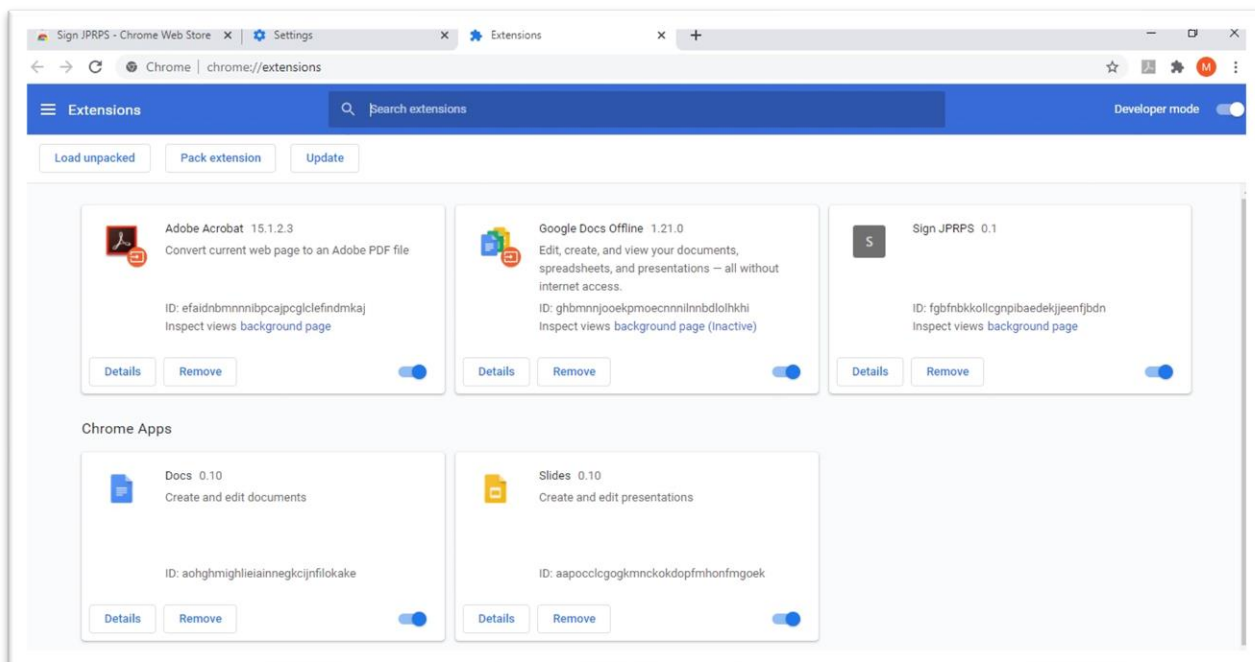 Sign JPRPS - Chrome Web Store
Settings
Extensions
Chrome | chrome://extensions
M
Extensions
Search extensions
Developer mode
Load unpacked
Pack extension
Update
Adobe Acrobat 15.1.2.3
Convert current web page to an Adobe PDF file
ID: efaidnbmnnnibpcajpcglclefindmkaj
Inspect views background page
Details
Remove
Google Docs Offline 1.21.0
Edit, create, and view your documents,
spreadsheets, and presentations — all without
internet access.
ID: ghbmnnjooekpmoecnnnilnnbdlolhkhi
Inspect views background page (Inactive)
Details
Remove
S
Sign JPRPS 0.1
ID: fgbfnbkkollcgnpibaedekjjeenfjbdn
Inspect views background page
Details
Remove
Chrome Apps
Docs 0.10
Create and edit documents
ID: aohghmighlieiainnegkcijnfilokake
Details
Remove
Slides 0.10
Create and edit presentations
ID: aapocclcgogkmnckokdopfmhonfmgoek
Details
Remove